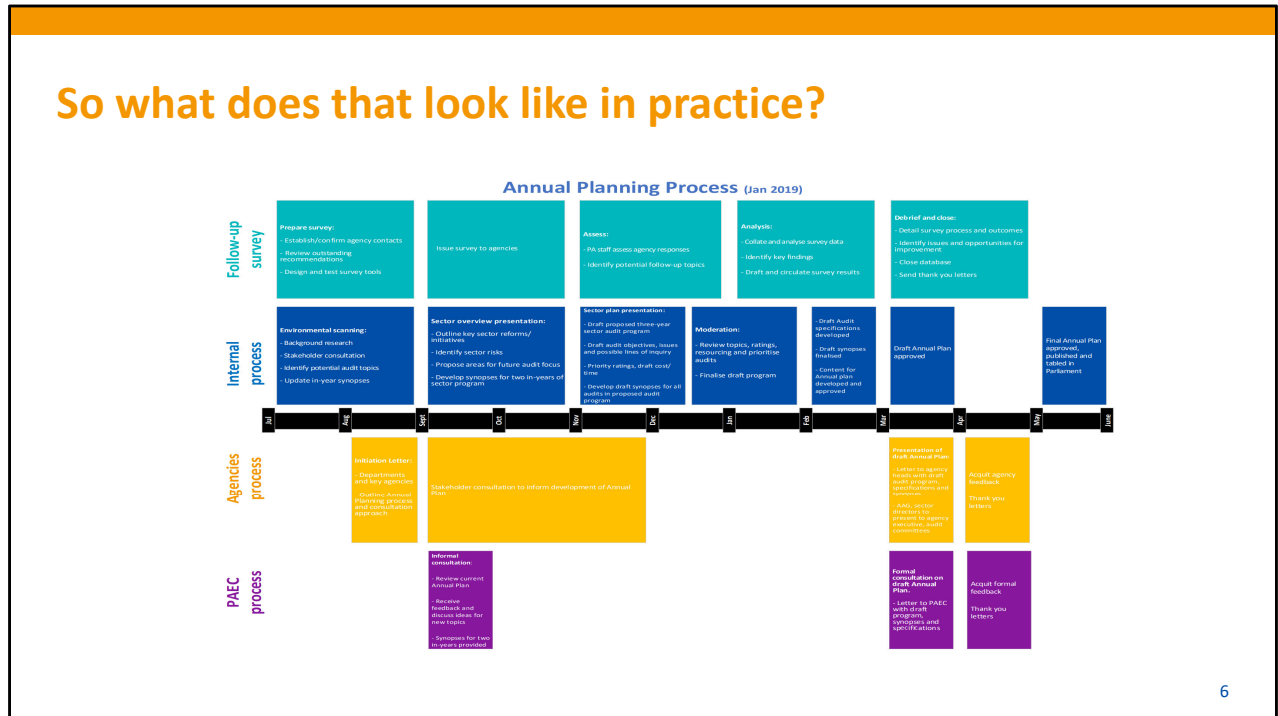 So what does that look like in practice?
Annual Planning Process (Jan 2019)
Follow-up
survey
Prepare survey:
- Establish/confirm agency contacts
- Review outstanding
recommendations
- Design and test survey tools
Issue survey to agencies
Assess:
- PA staff assess agency responses
- Identify potential follow-up topics
Analysis:
- Collate and analyse survey data
- Identify key findings
- Draft and circulate survey results
Debrief and close:
- Detail survey process and outcomes
- Identify issues and opportunities for
improvement
- Close database
- Send thank you letters
Internal
process
Environmental scanning:
- Background research
- Stakeholder consultation
- Identify potential audit topics
- Update in-year synopses
Sector overview presentation:
- Outline key sector reforms/
initiatives
- Identify sector risks
- Propose areas for future audit focus
- Develop synopses for two in-years of
sector program
Sector plan presentation:
- Draft proposed three-year
sector audit program
- Draft audit objectives, issues
and possible lines of inquiry
- Priority ratings, draft cost/
time
- Develop draft synopses for all
audits in proposed audit
program
Moderation:
- Review topics, ratings,
resourcing and prioritise
audits
- Finalise draft program
- Draft Audit
specifications
developed
- Draft synopses
finalised
- Content for
Annual plan
developed and
approved
Draft Annual Plan
approved
Final Annual Plan
approved,
published and
tabled in
Parliament
Jul
Aug
Sept
Oct
Nov
Dec
Jan
Feb
Mar
Apr
May
June
Agencies
process
Initiation Letter:
- Departments
and key agencies
- Outline Annual
Planning process
and consultation
approach
Stakeholder consultation to inform development of Annual
Plan
Presentation of
draft Annual Plan:
- Letter to agency
heads with draft
audit program,
specifications and
synopses
- AAG, sector
directors to
present to agency
executive, audit
committees
Acquit agency
feedback
Thank you
letters
PAEC
process
Informal
consultation:
- Review current
Annual Plan
- Receive
feedback and
discuss ideas for
new topics
- Synopses for two
in-years provided
Formal
consultation on
draft Annual
Plan.
- Letter to PAEC
with draft
program,
synopses and
specifications
Acquit formal
feedback
Thank you
letters
6